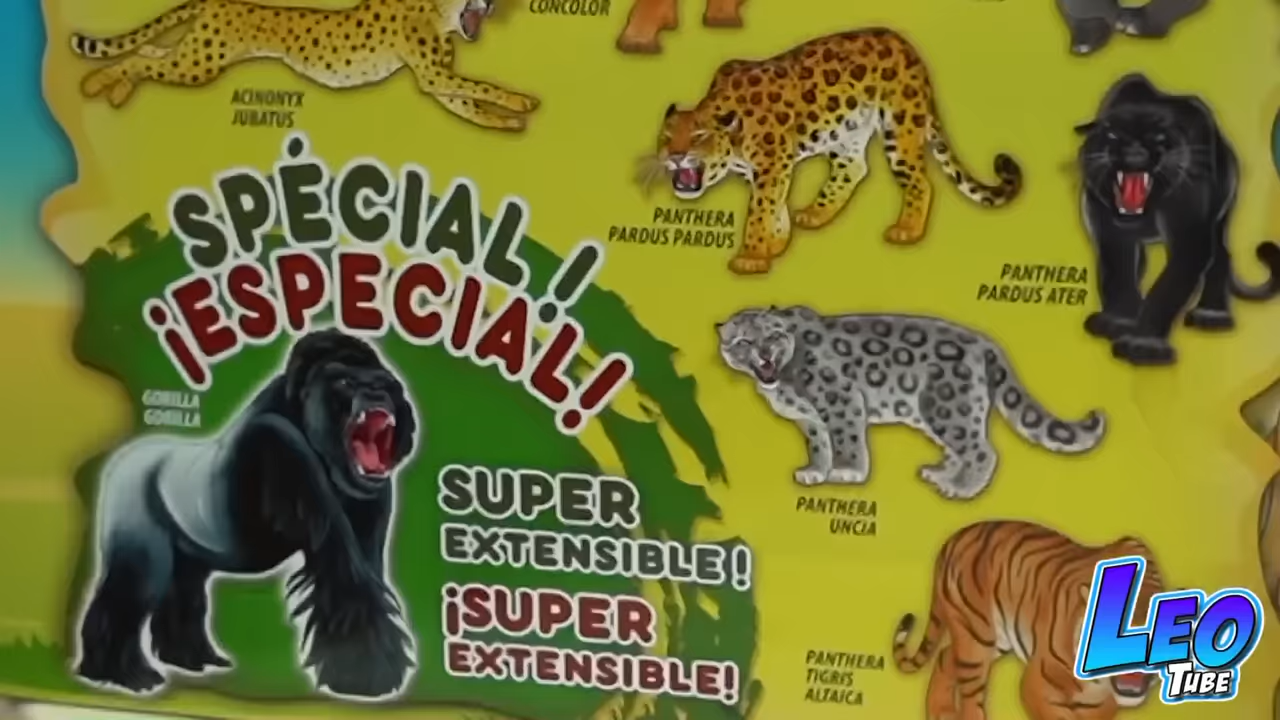 CONCOLOR
ACINONYX
JUBATUS
PANTHERA
PARDUS PARDUS
PANTHERA
PARDUS ATER
SPÉCIAL !
¡ESPECIAL!
GORILLA
GORILLA
SUPER
EXTENSIBLE!
¡SUPER
EXTENSIBLE!
PANTHERA
UNCIA
PANTHERA
TIGRIS
ALTAICA
LEO
TUBE